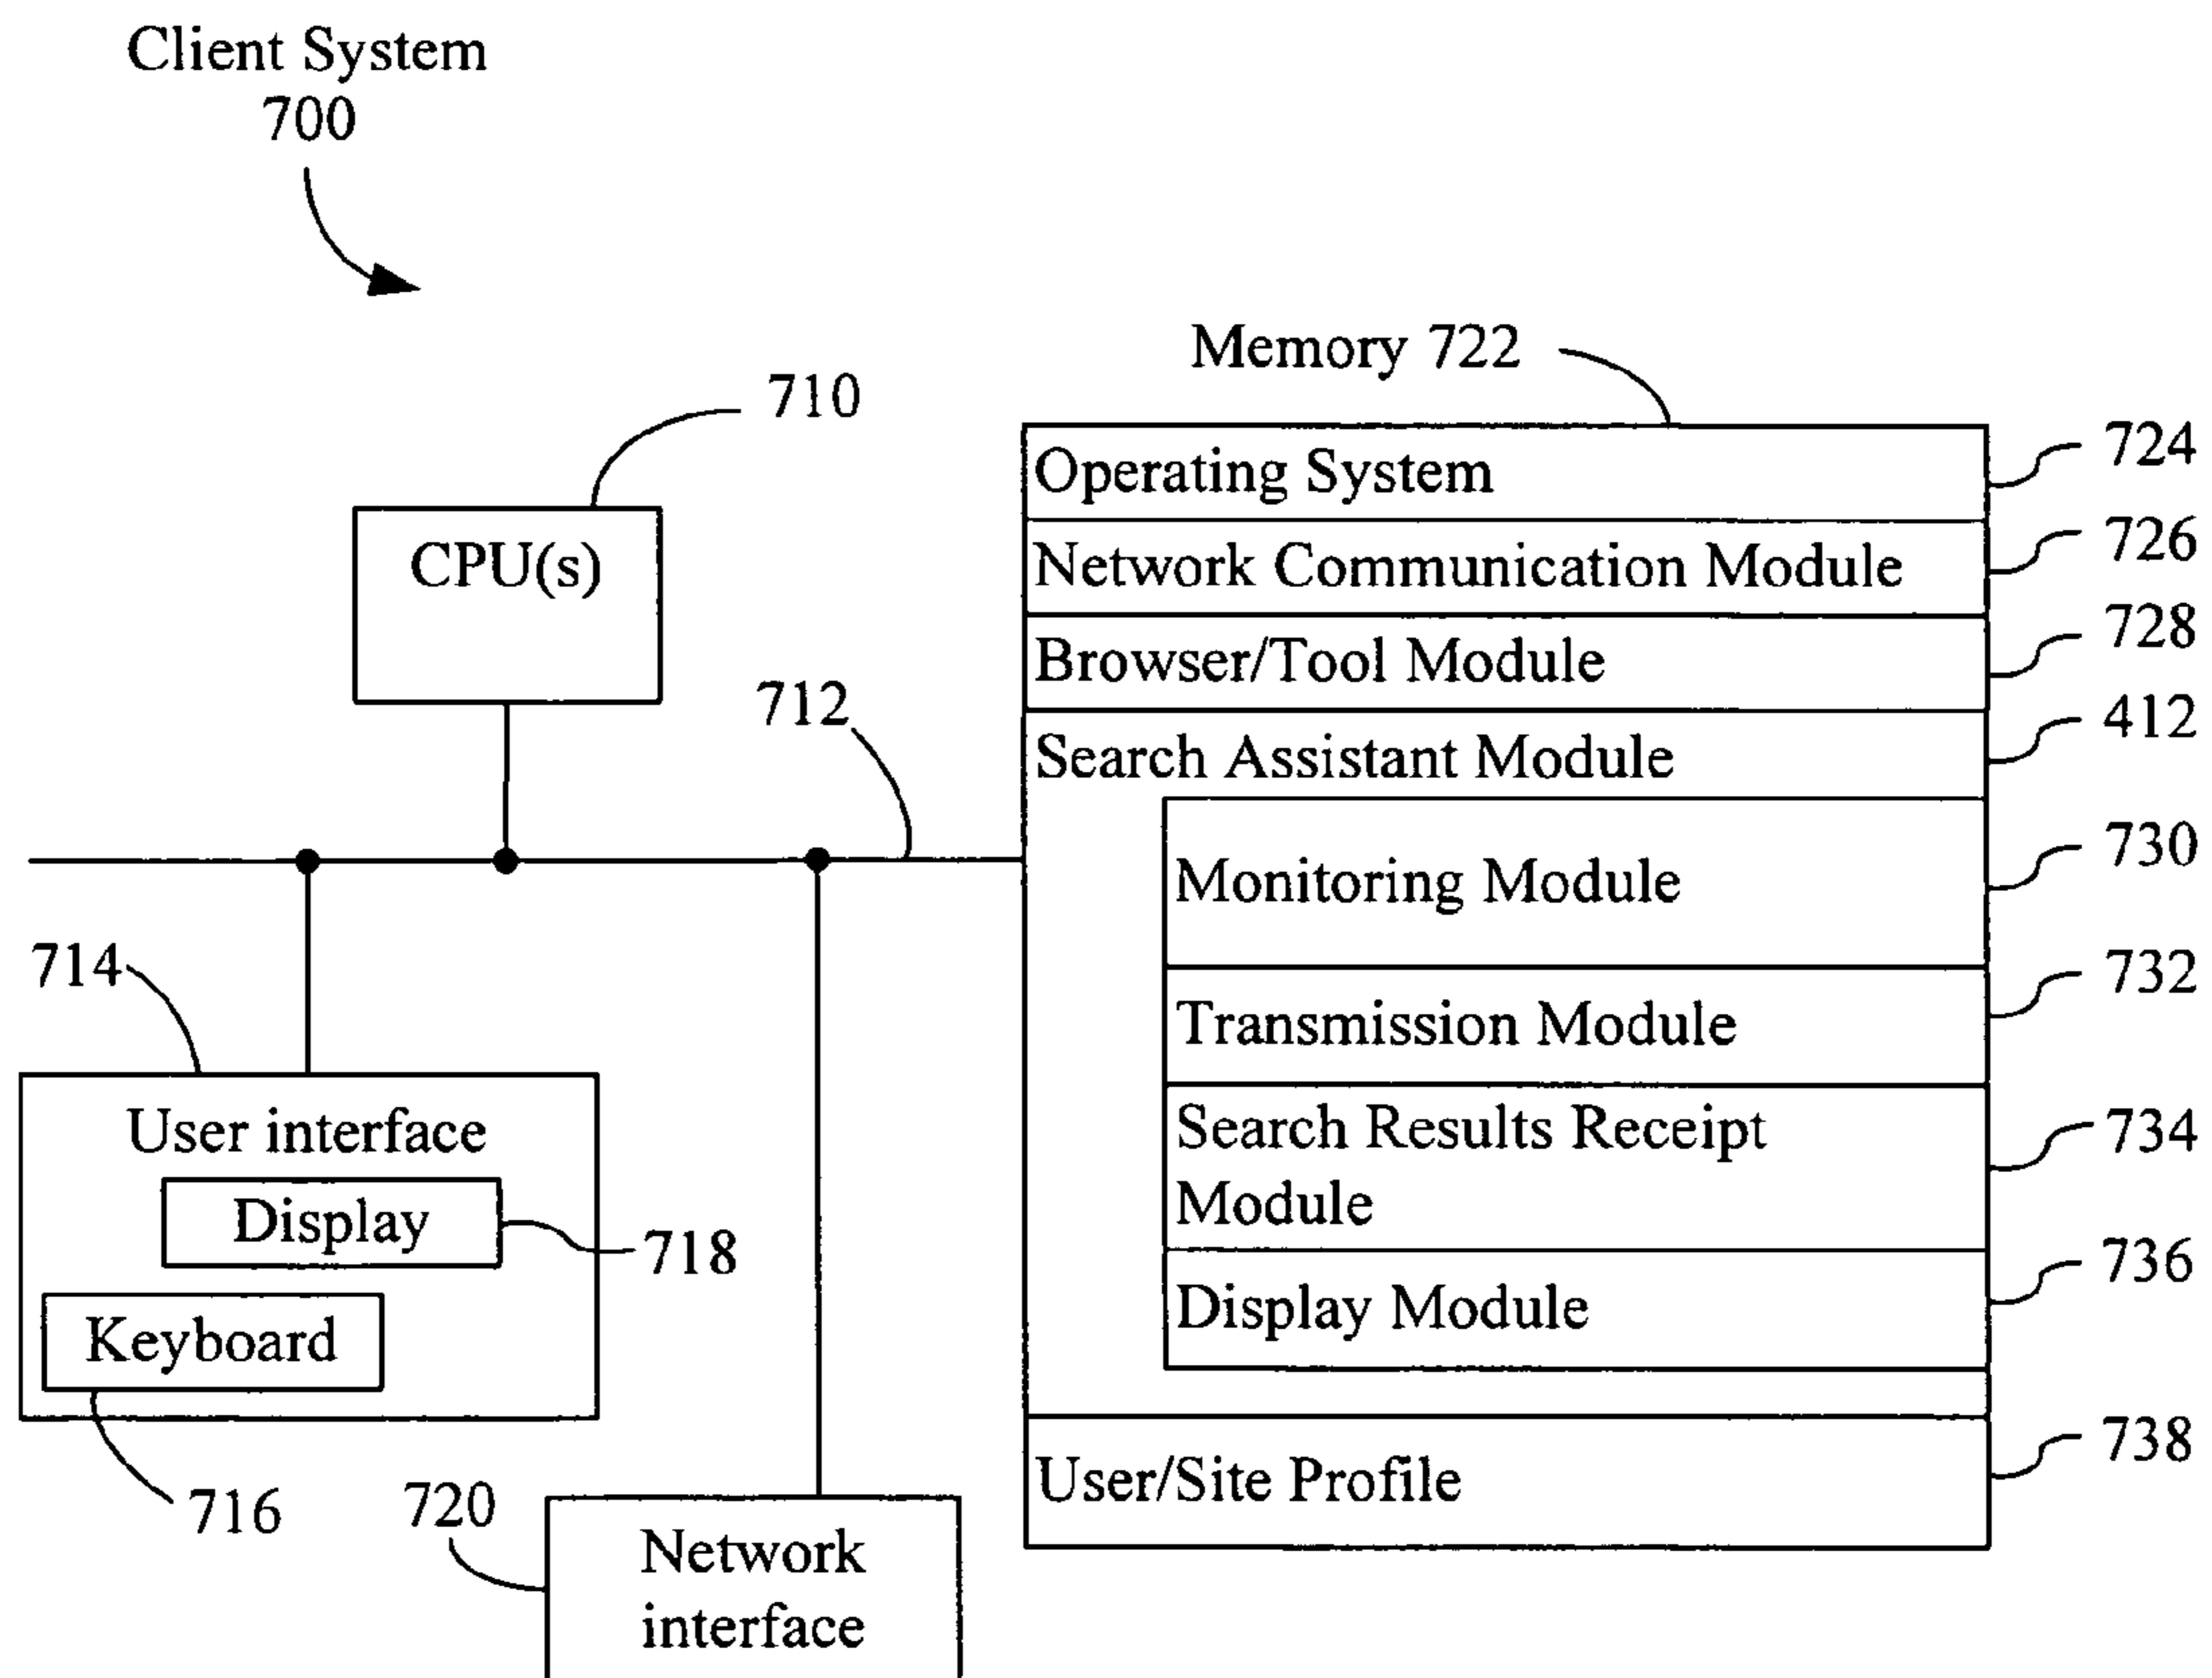 Client System
700
Memory 722
710
CPU(s)
712
Operating System
724
Network Communication Module
726
Browser/Tool Module
728
Search Assistant Module
412
Monitoring Module
730
Transmission Module
732
Search Results Receipt
Module
734
Display Module
736
User/Site Profile
738
714
User interface
Display
718
Keyboard
716
720
Network
interface